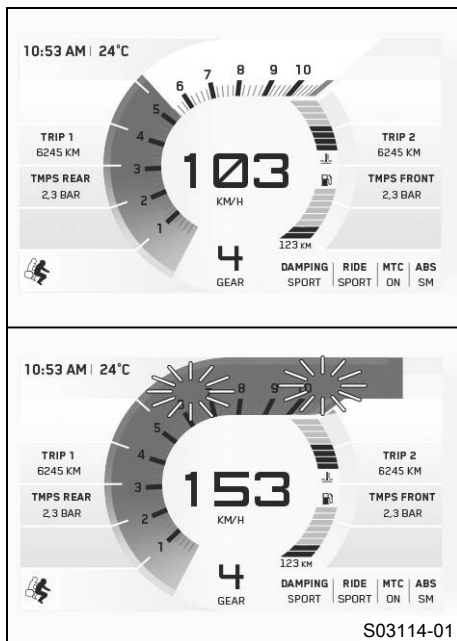 10:53 AM | 24°C
6 7 8 9 10
5
4
3
2
1
TRIP 1
6245 KM
TMPS REAR
2,3 BAR
103
KM/H
TRIP 2
6245 KM
TMPS FRONT
2,3 BAR
123 KM
4
GEAR
DAMPING | RIDE | MTC | ABS
SPORT | SPORT | ON | SM
10:53 AM | 24°C
8 9 10
5
4
3
2
1
TRIP 1
6245 KM
TMPS REAR
2,3 BAR
153
KM/H
TRIP 2
6245 KM
TMPS FRONT
2,3 BAR
123 KM
4
GEAR
DAMPING | RIDE | MTC | ABS
SPORT | SPORT | ON | SM
S03114-01